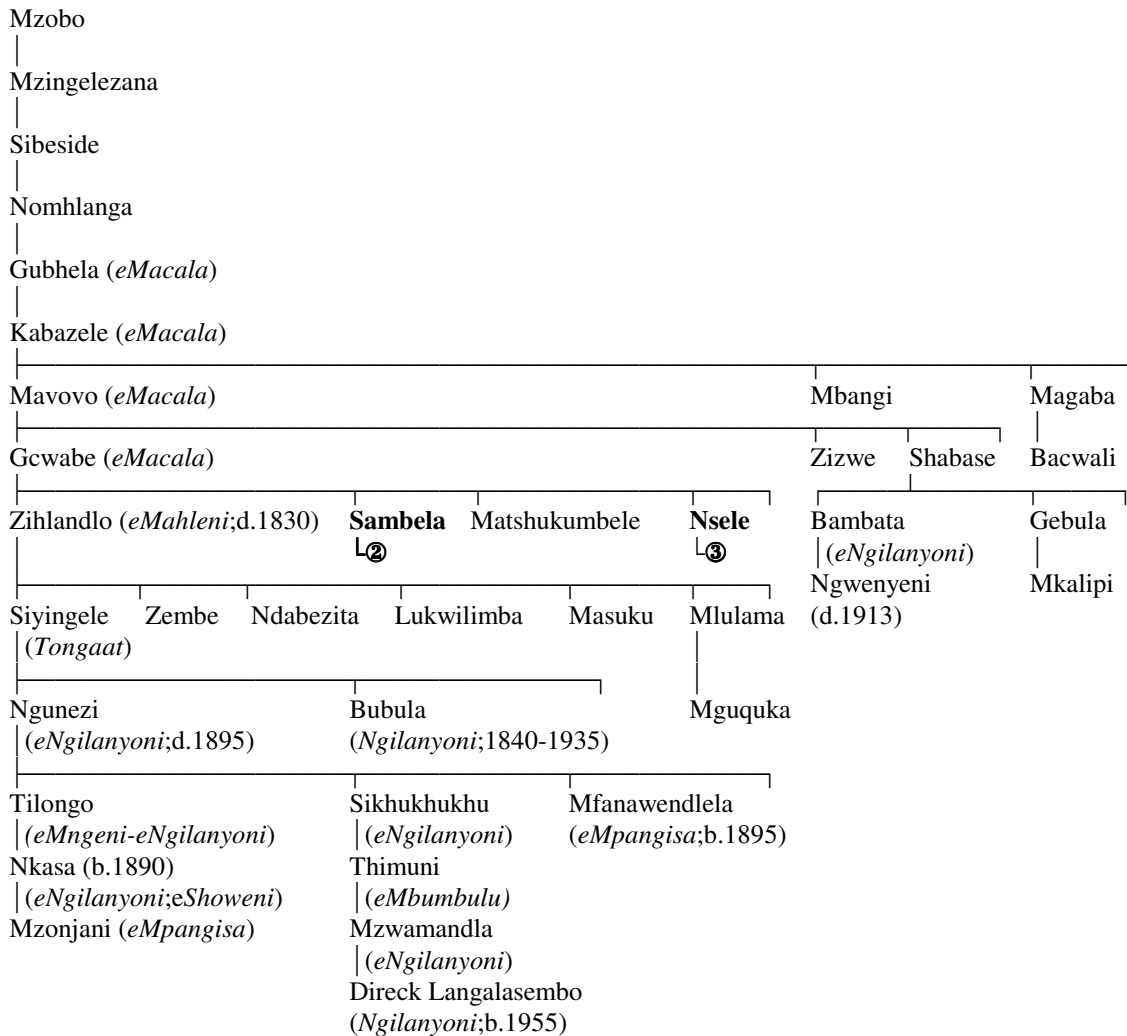 Mzobo
Mzingelezana
Sibeside
Nomhlanga
Gubhela (eMacala)
Kabazele (eMacala)
Mavovo (eMacala) Mbangi Magaba
Gcwabe (eMacala) Zizwe Shabase Bacwali
Zihlandlo (eMahleni;d.1830) Sambela Matshukumbele Nsele Bambata Gebula
② ③ (eNgilanyoni)
Ngwenyeni Mkalipi
Siyingele Zembe Ndabezita Lukwilimba Masuku Mlulama (d.1913)
(Tongaat)
Ngunezi Bubula Mguquka
(eNgilanyoni;d.1895) (Ngilanyoni;1840-1935)
Tilongo Sikhukhukhu Mfanawendlela
(eMngeni-eNgilanyoni) (eNgilanyoni) (eMpangisa;b.1895)
Nkasa (b.1890) Thimuni
(eNgilanyoni;eShoweni) (eMbumbulu)
Mzonjani (eMpangisa) Mzwamandla
(eNgilanyoni)
Direck Langalasembo
(Ngilanyoni;b.1955)